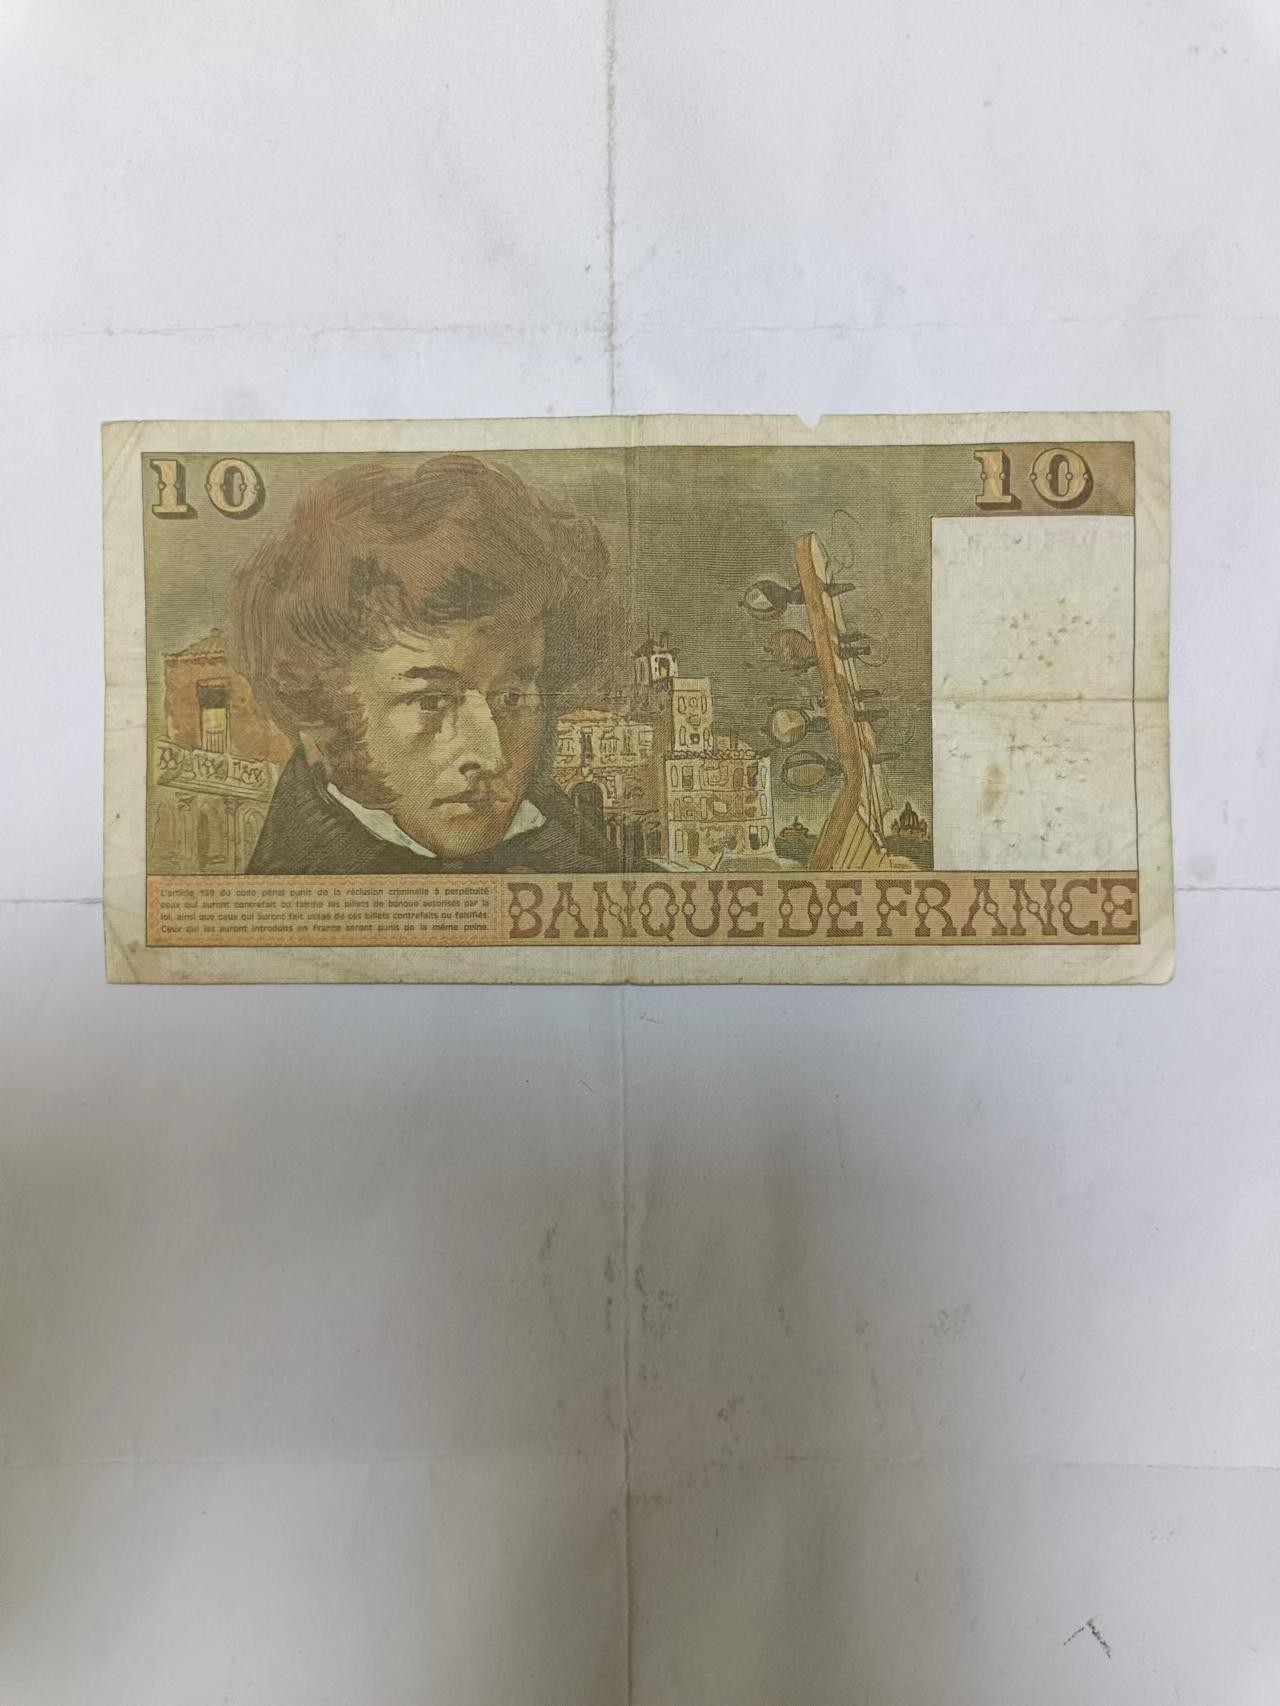 10 10
L'article 139 du code pénal punit de la réclusion criminelle à perpétuité
ceux qui auront contrefait ou falsifié les billets de banque autorisés par la
loi, ainsi que ceux qui auront fait usage de ces billets contrefaits ou falsifiés.
Ceux qui les auront introduits en France seront punis de la même peine.
BANQUE DE FRANCE